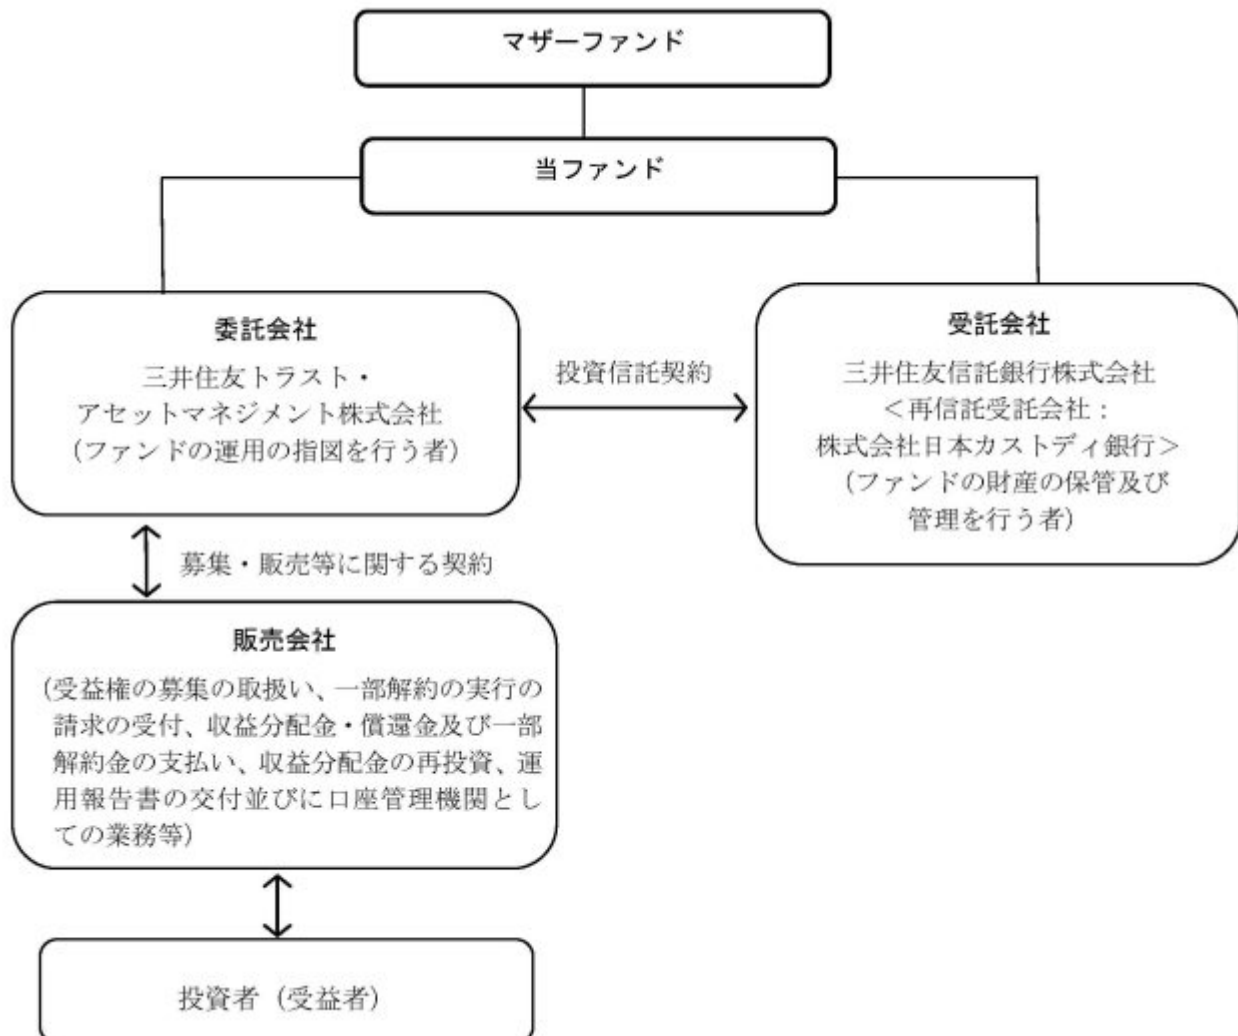 マザーファンド
当ファンド
委託会社
三井住友トラスト・
アセットマネジメント株式会社
（ファンドの運用の指図を行う者）
投資信託契約
受託会社
三井住友信託銀行株式会社
＜再信託受託会社：
株式会社日本カストディ銀行＞
（ファンドの財産の保管及び
管理を行う者）
募集・販売等に関する契約
販売会社
（受益権の募集の取扱い、一部解約の実行の
請求の受付、収益分配金・償還金及び一部
解約金の支払い、収益分配金の再投資、運
用報告書の交付並びに口座管理機関とし
ての業務等）
投資者（受益者）